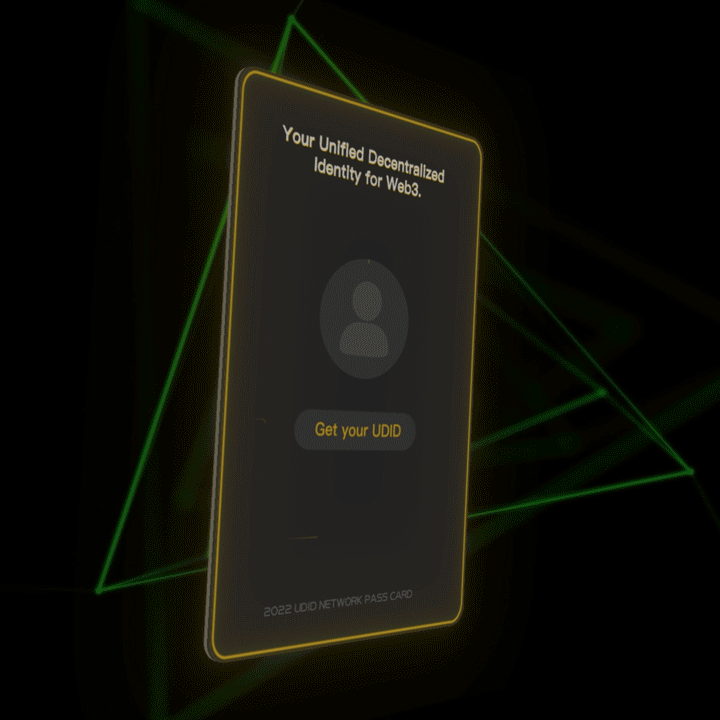 Your Unified Decentralized
Identity for Web3.
Get your UDID
2022 UDID NETWORK PASS CARD